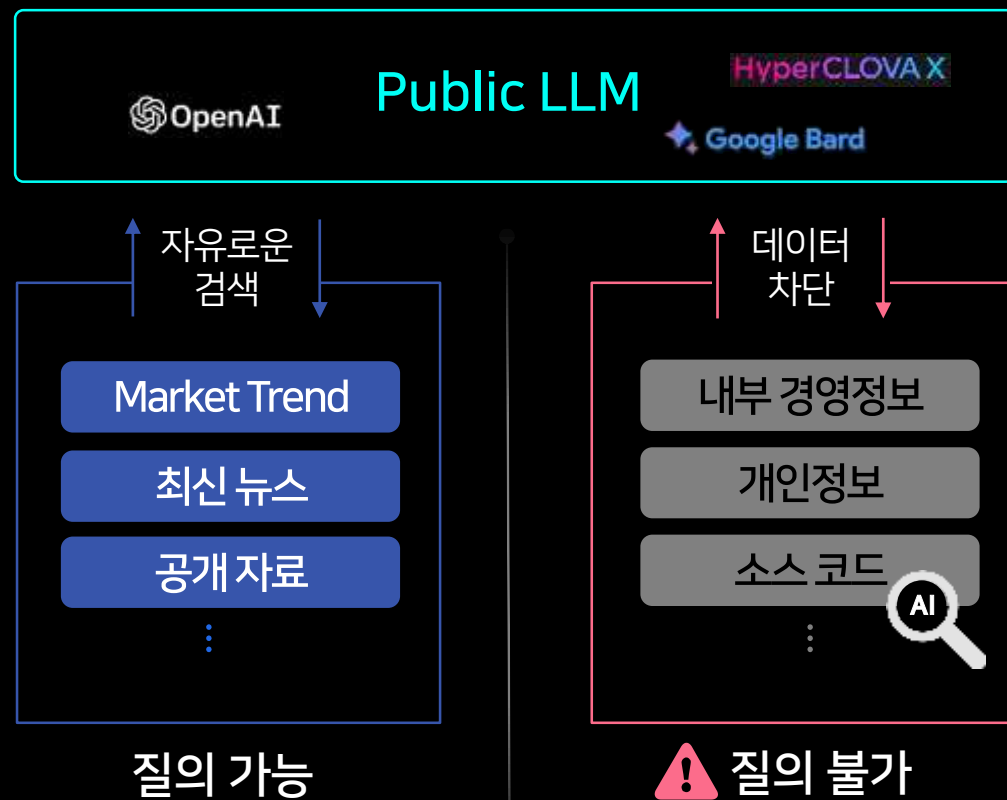 Public LLM
OpenAI
HyperCLOVA X
Google Bard
자유로운
검색
Market Trend
최신 뉴스
공개 자료
질의 가능
데이터
차단
내부 경영정보
개인정보
소스 코드
AI
질의 불가